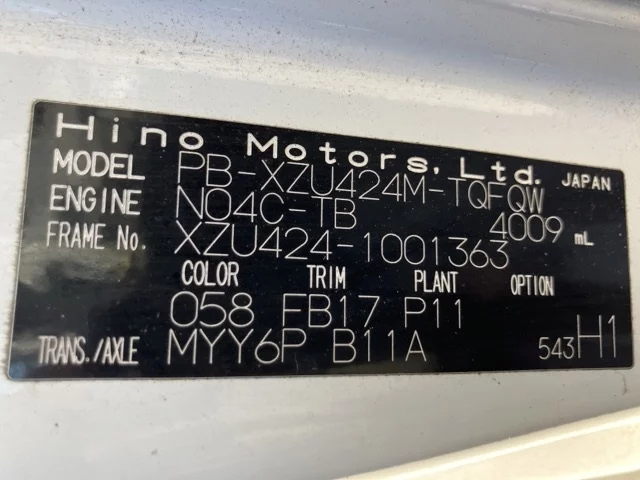 Hino Motors, Ltd. JAPAN
MODEL PB-XZU424M-TQFQW
ENGINE N04C-TB 4009 mL
FRAME No. XZU424-1001363
COLOR TRIM PLANT OPTION
058 FB17 P11
TRANS./AXLE MYY6P B11A 543H1